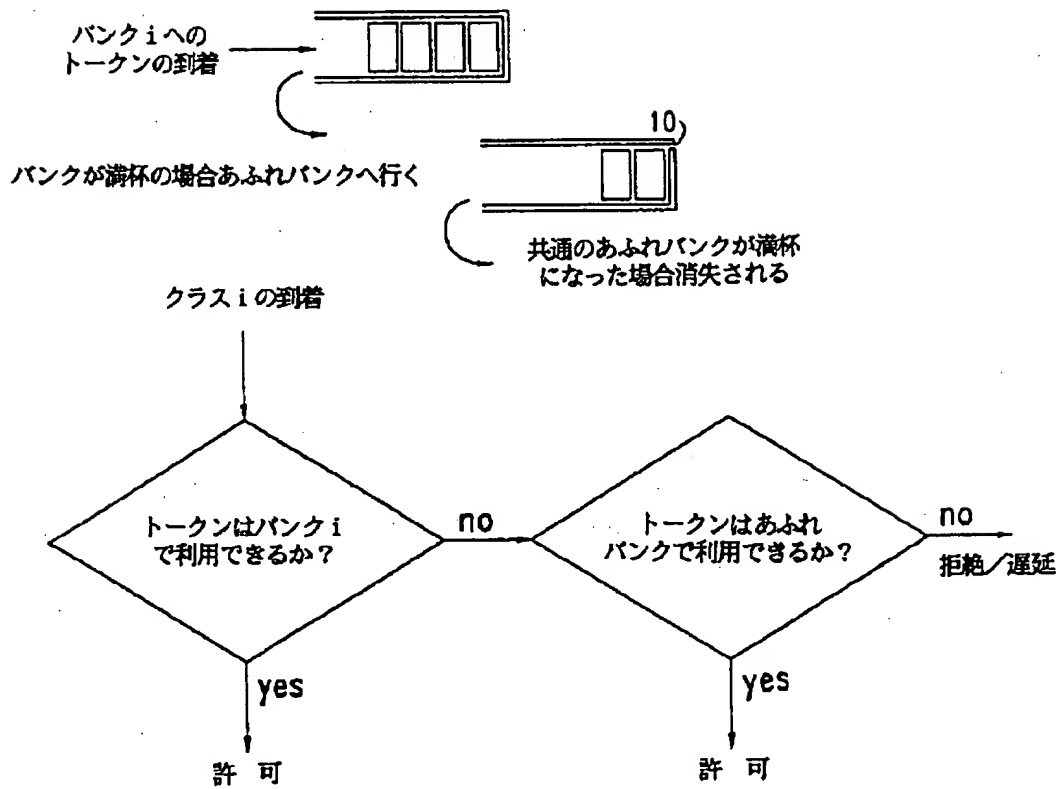 バンクiへの
トークンの到着
10
バンクが満杯の場合あふれバンクへ行く
共通のあふれバンクが満杯
になった場合消失される
クラスiの到着
トークンはバンクi
で利用できるか？
no
トークンはあふれ
バンクで利用できるか？
no
拒絶／遅延
yes
yes
許 可
許 可